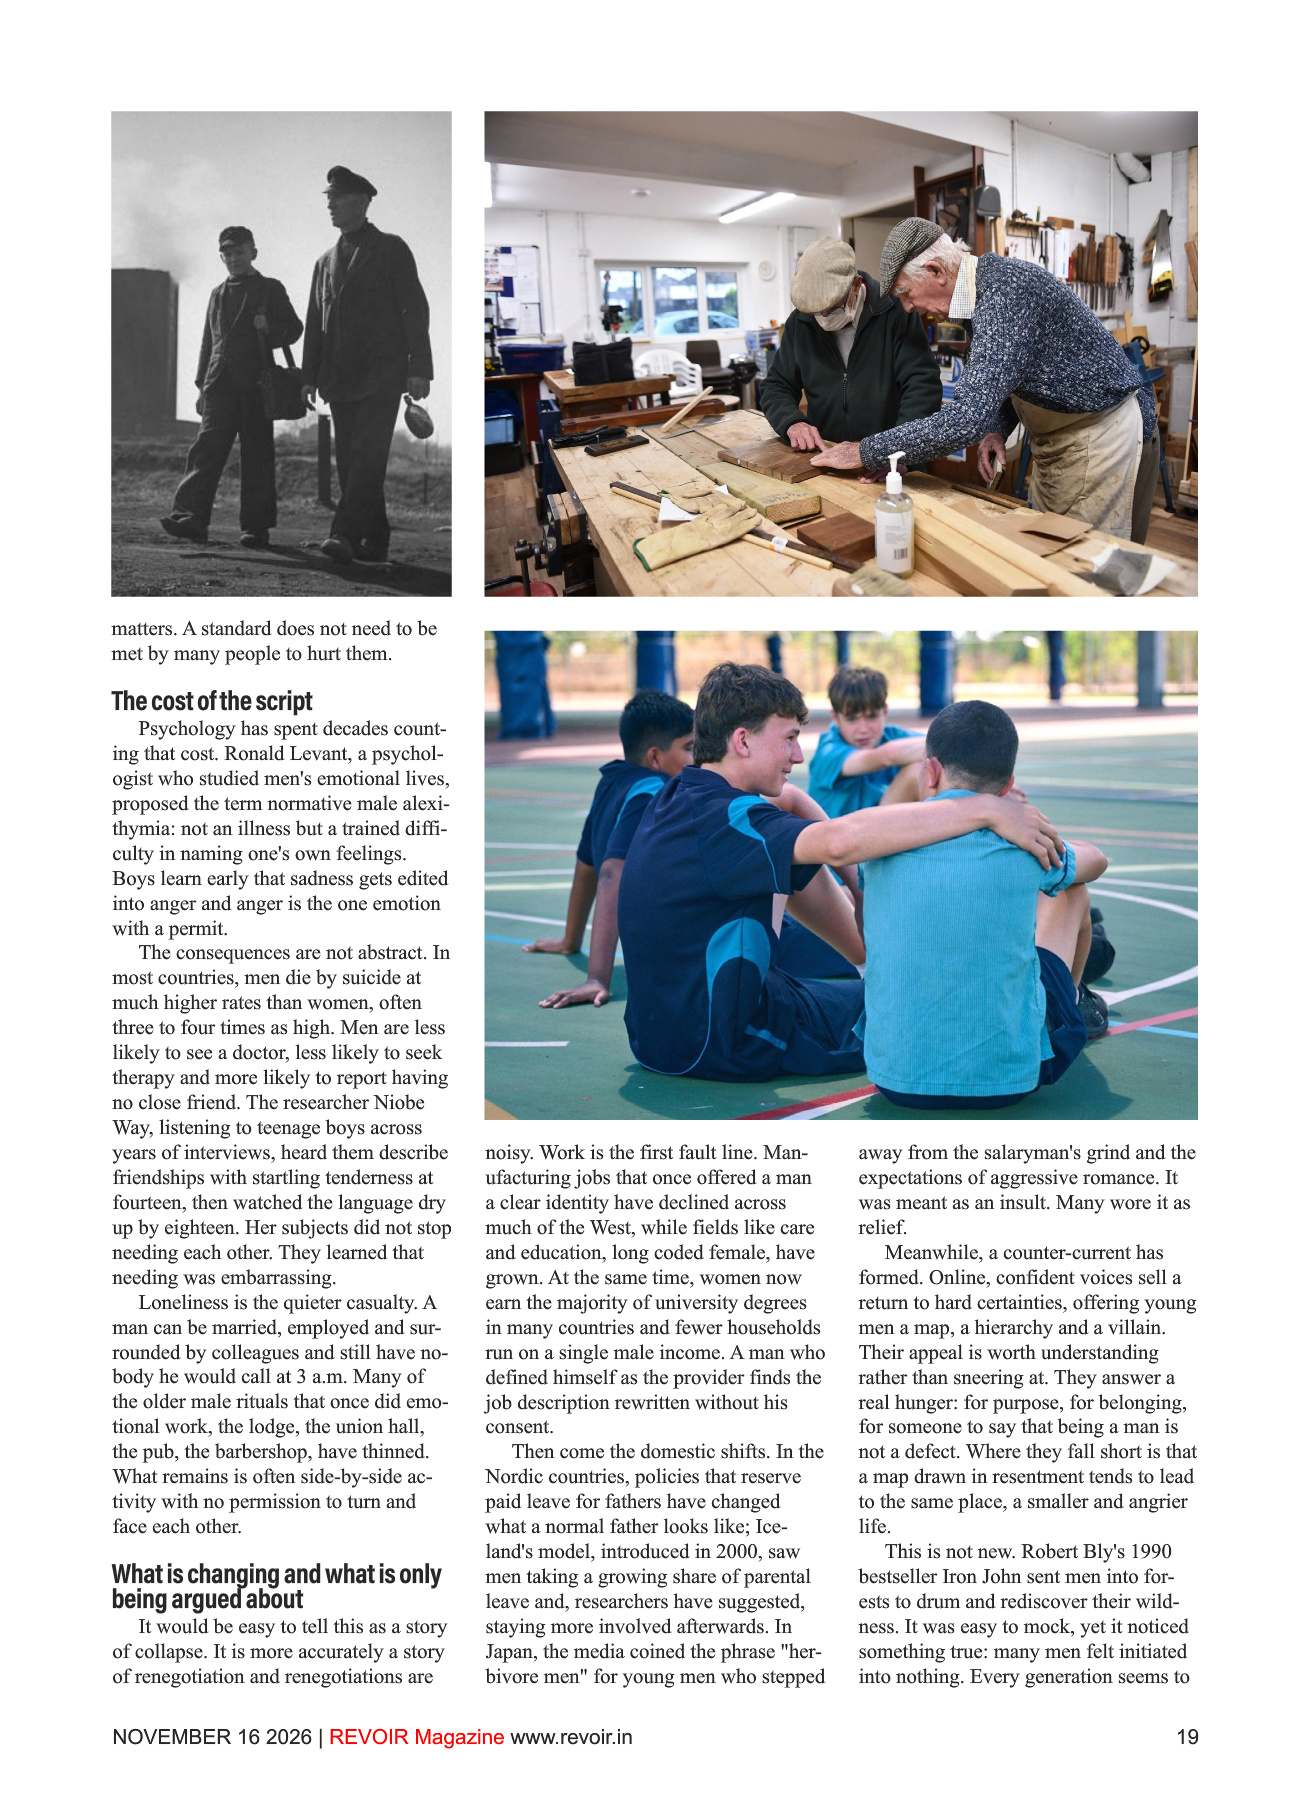 matters. A standard does not need to be
met by many people to hurt them.
The cost of the script
Psychology has spent decades count-
ing that cost. Ronald Levant, a psychol-
ogist who studied men's emotional lives,
proposed the term normative male alexi-
thymia: not an illness but a trained diffi-
culty in naming one's own feelings.
Boys learn early that sadness gets edited
into anger and anger is the one emotion
with a permit.
The consequences are not abstract. In
most countries, men die by suicide at
much higher rates than women, often
three to four times as high. Men are less
likely to see a doctor, less likely to seek
therapy and more likely to report having
no close friend. The researcher Niobe
Way, listening to teenage boys across
years of interviews, heard them describe
friendships with startling tenderness at
fourteen, then watched the language dry
up by eighteen. Her subjects did not stop
needing each other. They learned that
needing was embarrassing.
Loneliness is the quieter casualty. A
man can be married, employed and sur-
rounded by colleagues and still have no-
body he would call at 3 a.m. Many of
the older male rituals that once did emo-
tional work, the lodge, the union hall,
the pub, the barbershop, have thinned.
What remains is often side-by-side ac-
tivity with no permission to turn and
face each other.
What is changing and what is only
being argued about
It would be easy to tell this as a story
of collapse. It is more accurately a story
of renegotiation and renegotiations are
noisy. Work is the first fault line. Man-
ufacturing jobs that once offered a man
a clear identity have declined across
much of the West, while fields like care
and education, long coded female, have
grown. At the same time, women now
earn the majority of university degrees
in many countries and fewer households
run on a single male income. A man who
defined himself as the provider finds the
job description rewritten without his
consent.
Then come the domestic shifts. In the
Nordic countries, policies that reserve
paid leave for fathers have changed
what a normal father looks like; Ice-
land's model, introduced in 2000, saw
men taking a growing share of parental
leave and, researchers have suggested,
staying more involved afterwards. In
Japan, the media coined the phrase "her-
bivore men" for young men who stepped
away from the salaryman's grind and the
expectations of aggressive romance. It
was meant as an insult. Many wore it as
relief.
Meanwhile, a counter-current has
formed. Online, confident voices sell a
return to hard certainties, offering young
men a map, a hierarchy and a villain.
Their appeal is worth understanding
rather than sneering at. They answer a
real hunger: for purpose, for belonging,
for someone to say that being a man is
not a defect. Where they fall short is that
a map drawn in resentment tends to lead
to the same place, a smaller and angrier
life.
This is not new. Robert Bly's 1990
bestseller Iron John sent men into for-
ests to drum and rediscover their wild-
ness. It was easy to mock, yet it noticed
something true: many men felt initiated
into nothing. Every generation seems to
NOVEMBER 16 2026 | REVOIR Magazine www.revoir.in
19